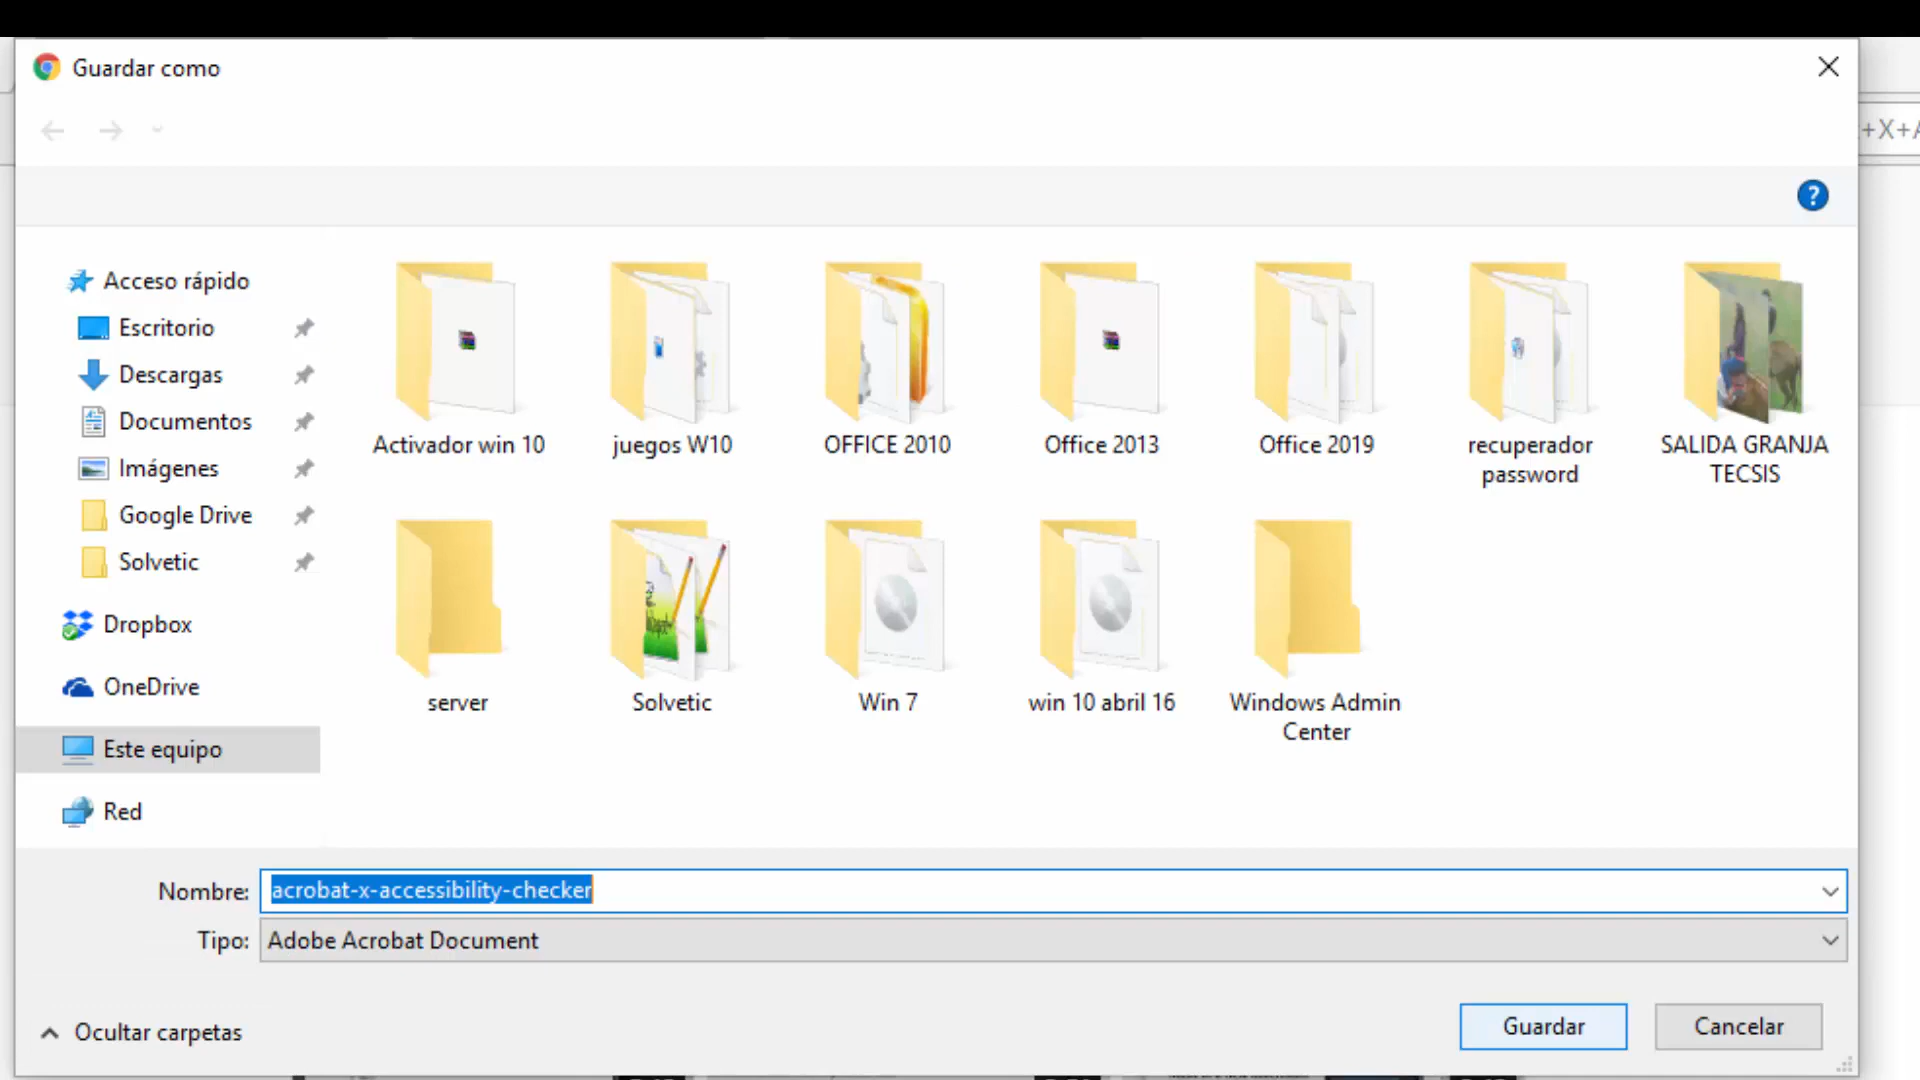 Guardar como
+X+A
?
Acceso rápido
Escritorio
Descargas
Documentos
Imágenes
Google Drive
Solvetic
Dropbox
OneDrive
Este equipo
Red
Activador win 10
juegos W10
OFFICE 2010
Office 2013
Office 2019
recuperador
password
SALIDA GRANJA
TECSIS
server
Solvetic
Win 7
win 10 abril 16
Windows Admin
Center
Nombre: acrobat-x-accessibility-checker
Tipo: Adobe Acrobat Document
Ocultar carpetas
Guardar
Cancelar